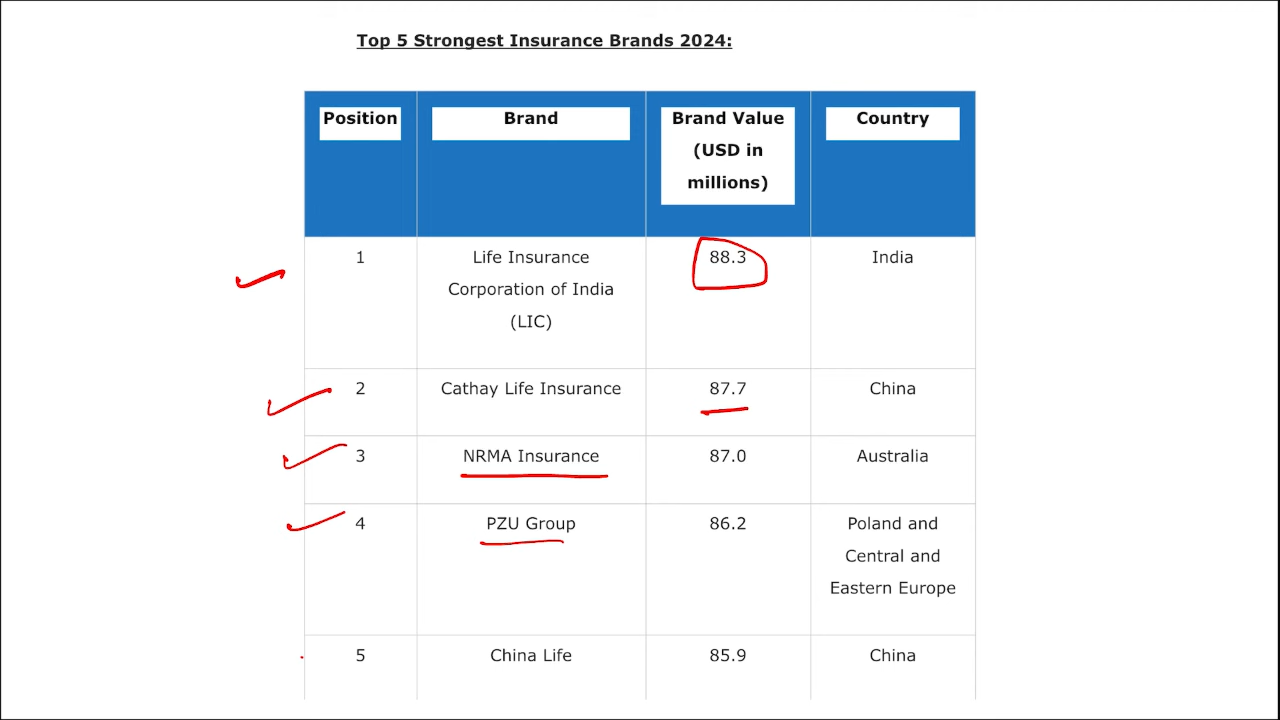 Top 5 Strongest Insurance Brands 2024:
Position Brand Brand Value Country
(USD in
millions)
1 Life Insurance 88.3 India
Corporation of India
(LIC)
2 Cathay Life Insurance 87.7 China
3 NRMA Insurance 87.0 Australia
4 PZU Group 86.2 Poland and
Central and
Eastern Europe
5 China Life 85.9 China